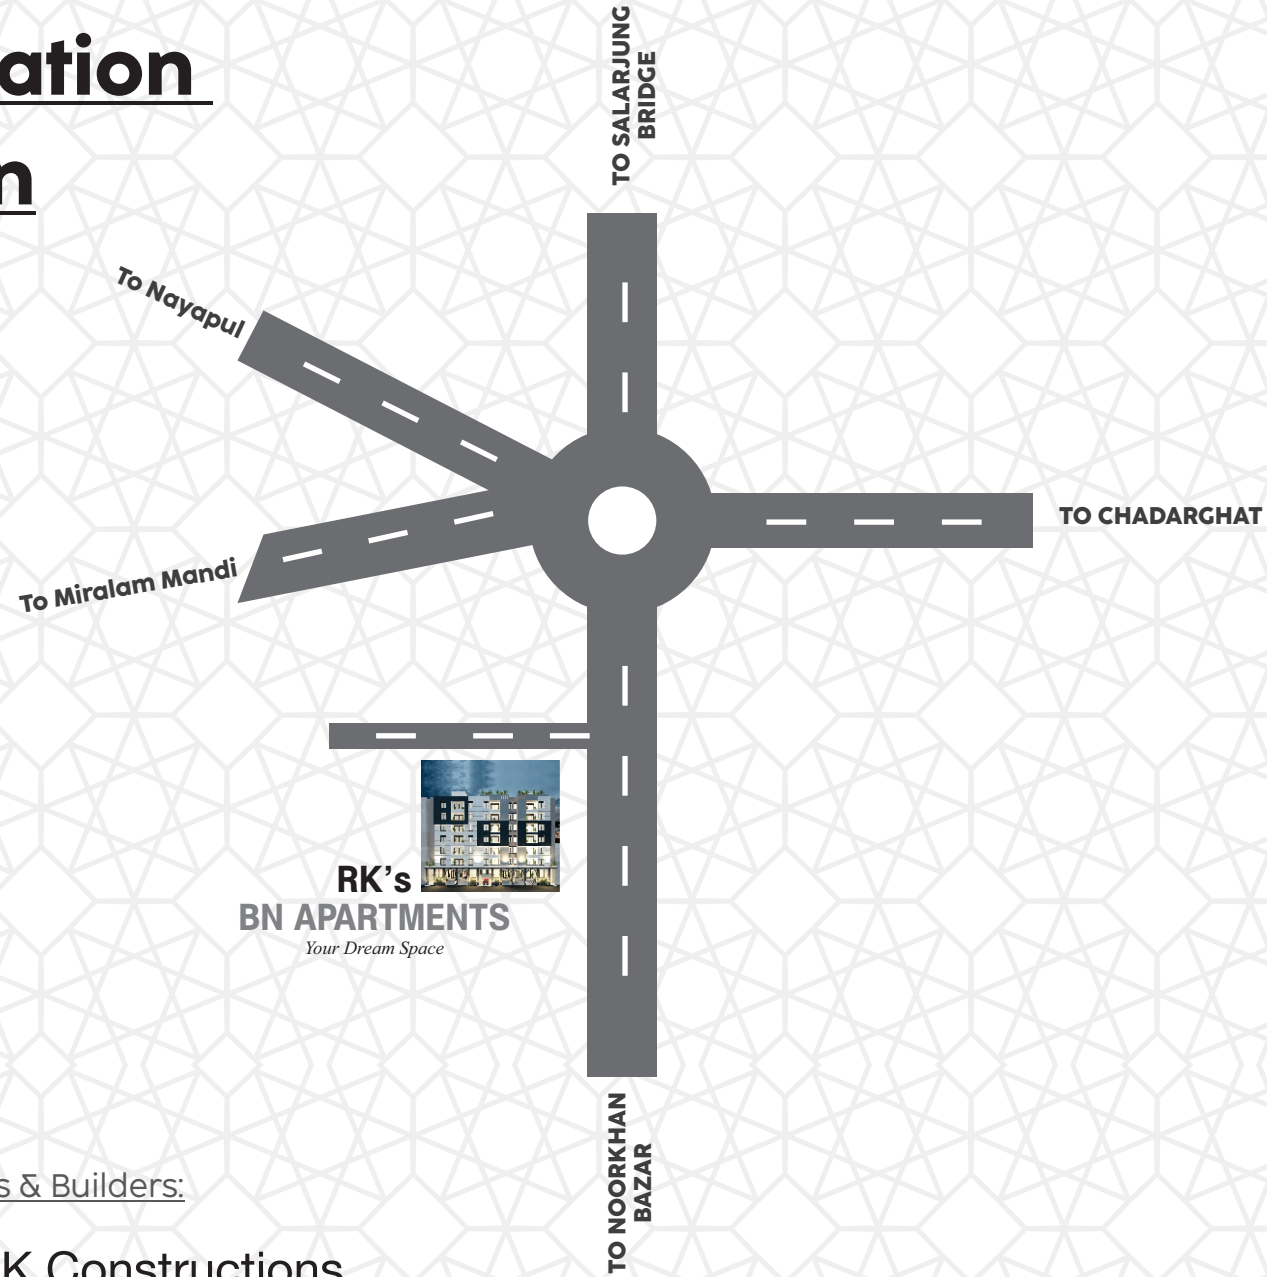 ation
n
TO SALARJUNG
BRIDGE
To Nayapul
TO CHADARGHAT
To Miralam Mandi
RK’s
BN APARTMENTS
Your Dream Space
TO NOORKHAN
BAZAR
s & Builders:
K Constructions